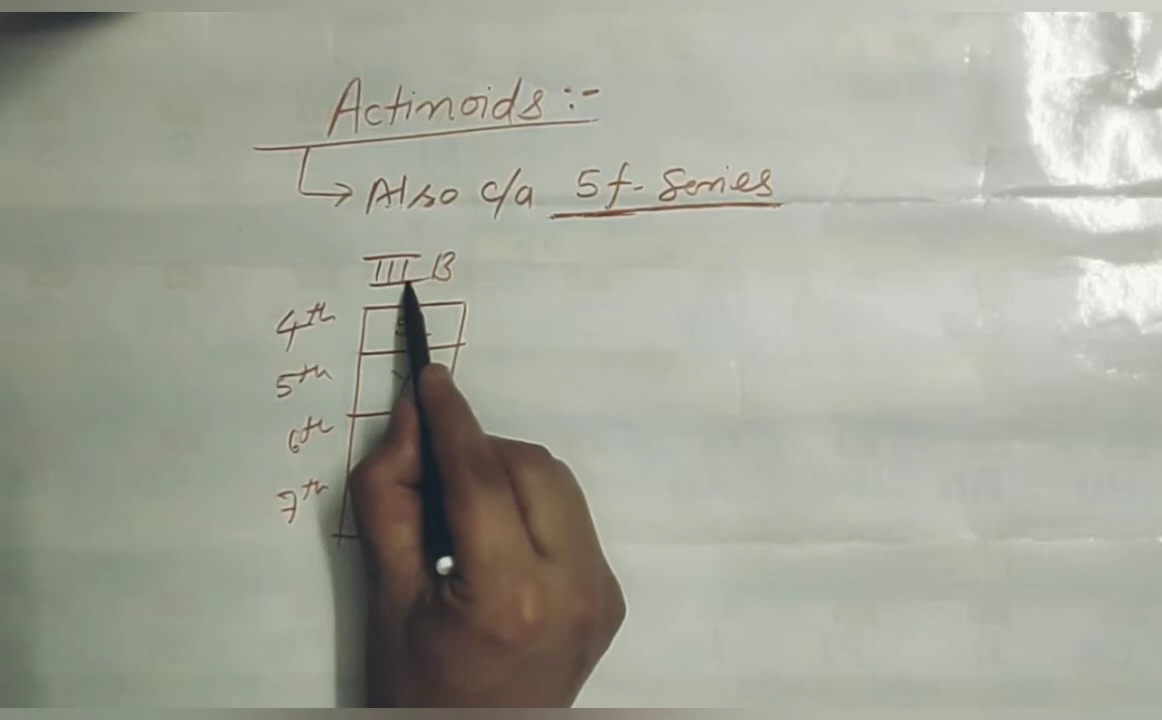 Actinoids :-
Also c/a 5f- Series
III B
4th
5th
6th
7th